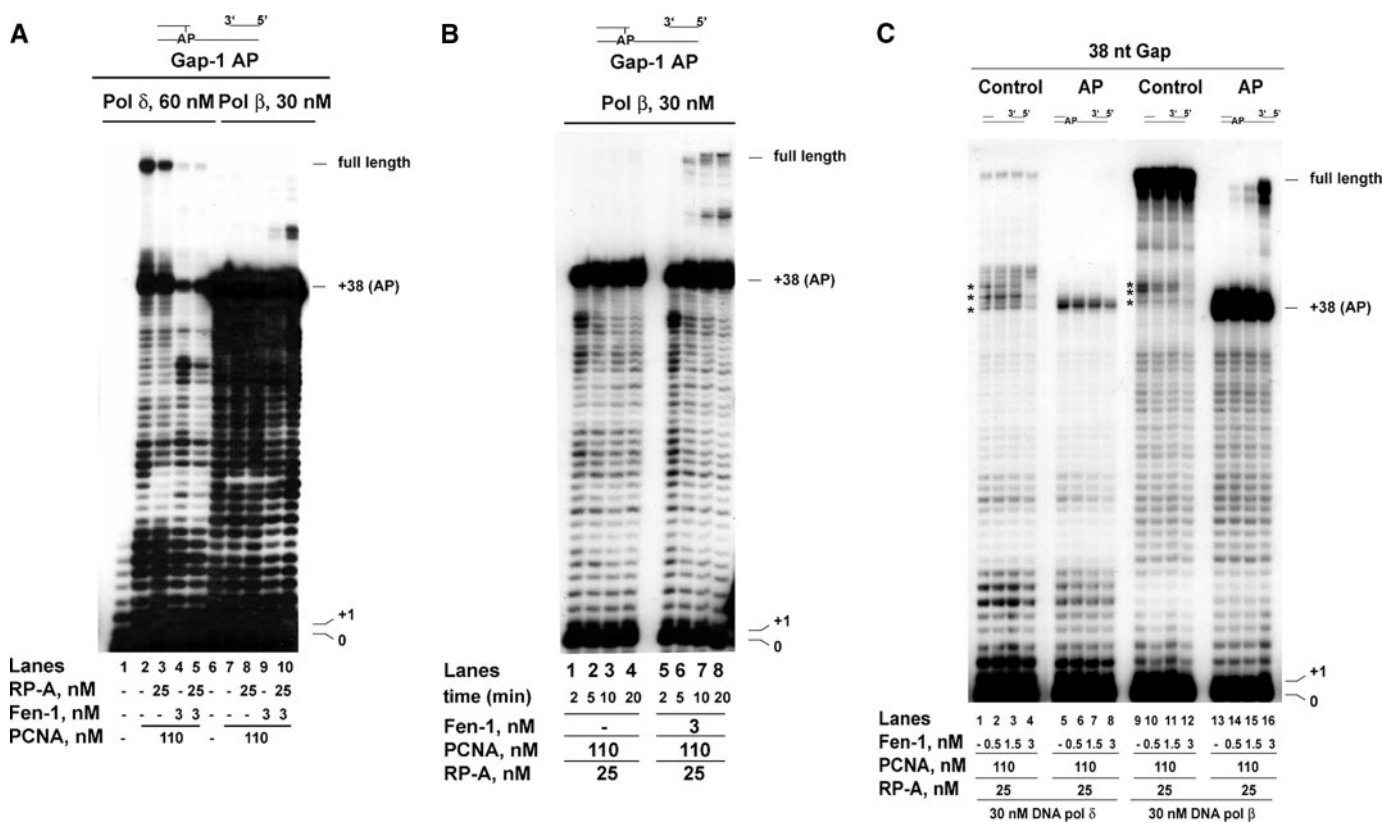 A
3‘ 5‘
AP
Gap-1 AP
Pol δ, 60 nM Pol β, 30 nM
full length
+38 (AP)
+1
0
Lanes 1 2 3 4 5 6 7 8 9 10
RP-A, nM - - 25 - 25 - - 25 - 25
Fen-1, nM - - - 3 3 - - - 3 3
PCNA, nM - 110 - 110
B
3‘ 5‘
AP
Gap-1 AP
Pol β, 30 nM
full length
+38 (AP)
+1
0
Lanes 1 2 3 4 5 6 7 8
time (min) 2 5 10 20 2 5 10 20
Fen-1, nM - 3
PCNA, nM 110 110
RP-A, nM 25 25
C
38 nt Gap
Control AP Control AP
3‘ 5‘ 3‘ 5‘ 3‘ 5‘ 3‘ 5‘
AP AP
full length
* * * * * *
+38 (AP)
+1
0
Lanes 1 2 3 4 5 6 7 8 9 10 11 12 13 14 15 16
Fen-1, nM - 0.5 1.5 3 - 0.5 1.5 3 - 0.5 1.5 3 - 0.5 1.5 3
PCNA, nM 110 110 110 110
RP-A, nM 25 25 25 25
30 nM DNA pol δ 30 nM DNA pol β